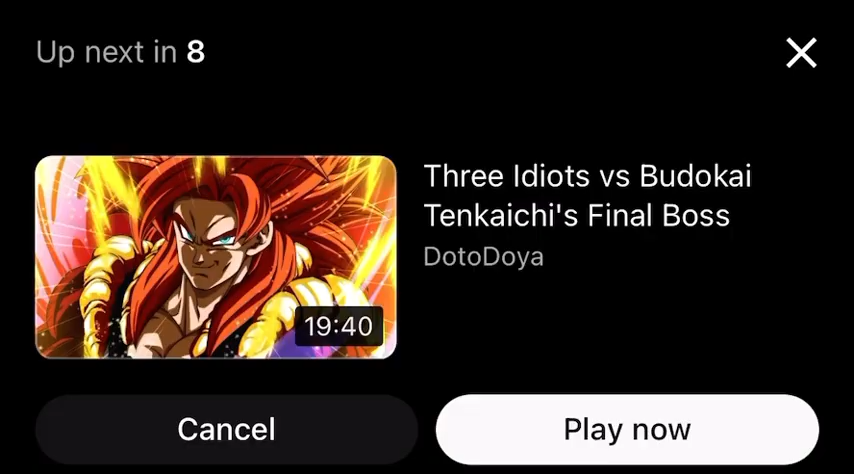 Up next in 8
Three Idiots vs Budokai
Tenkaichi's Final Boss
DotoDoya
19:40
Cancel
Play now